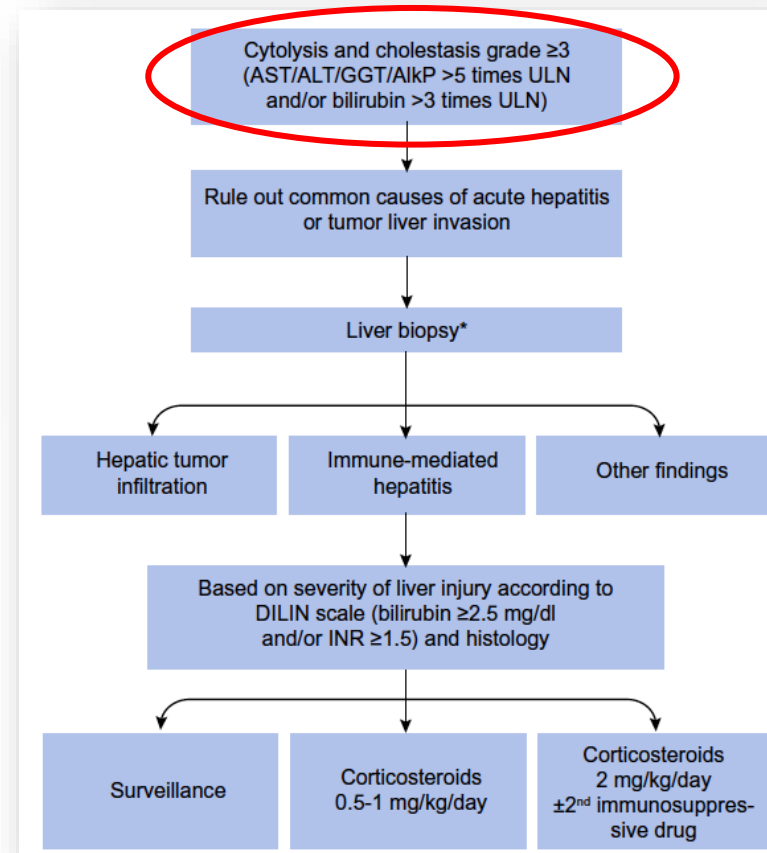 Cytolysis and cholestasis grade ≥3
(AST/ALT/GGT/AlkP >5 times ULN
and/or bilirubin >3 times ULN)
Rule out common causes of acute hepatitis
or tumor liver invasion
Liver biopsy*
Hepatic tumor
infiltration
Immune-mediated
hepatitis
Other findings
Based on severity of liver injury according to
DILIN scale (bilirubin ≥2.5 mg/dl
and/or INR ≥1.5) and histology
Surveillance
Corticosteroids
0.5-1 mg/kg/day
Corticosteroids
2 mg/kg/day
±2nd immunosuppres-
sive drug